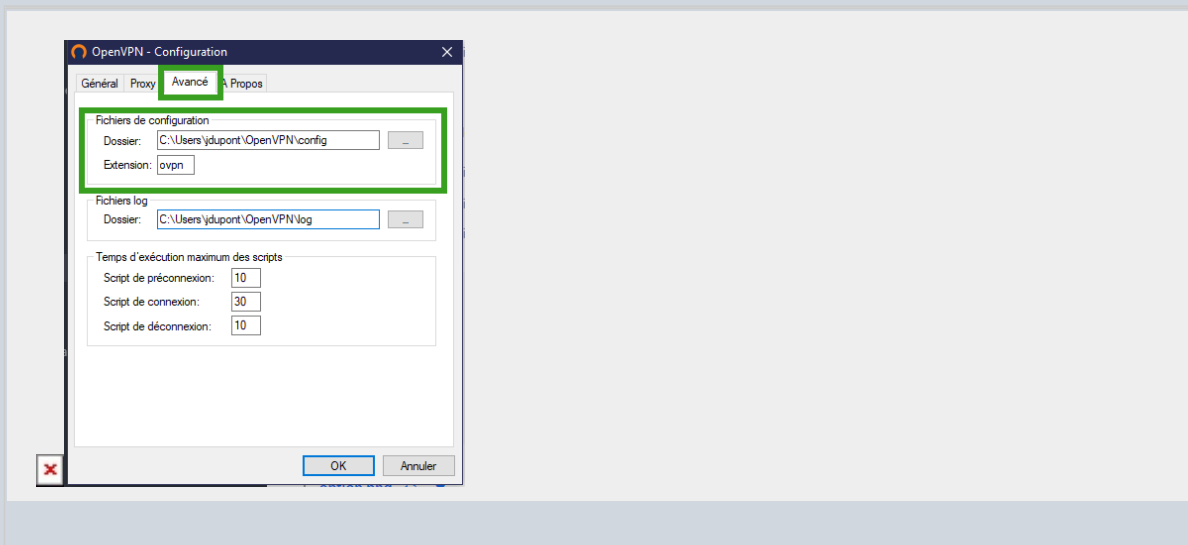 OpenVPN - Configuration
Général Proxy Avancé A Propos
Fichiers de configuration
Dossier: C:\Users\jdupont\OpenVPN\config ...
Extension: ovpn
Fichiers log
Dossier: C:\Users\jdupont\OpenVPN\log ...
Temps d'exécution maximum des scripts
Script de préconnexion: 10
Script de connexion: 30
Script de déconnexion: 10
OK Annuler